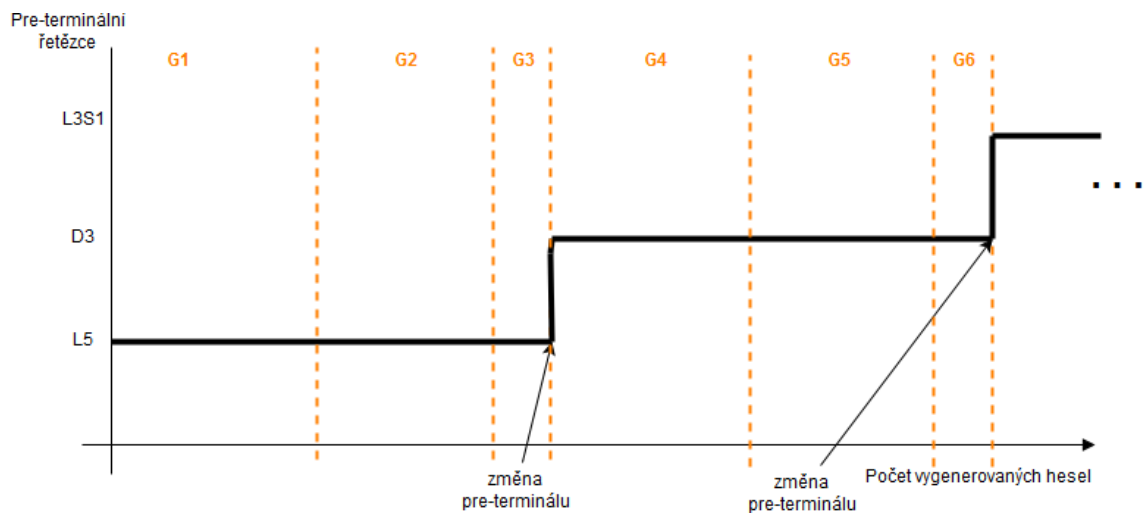 Pre-terminální
řetězce
G1
G2
G3
G4
G5
G6
L3S1
D3
L5
...
změna
pre-terminálu
změna
pre-terminálu
Počet vygenerovaných hesel